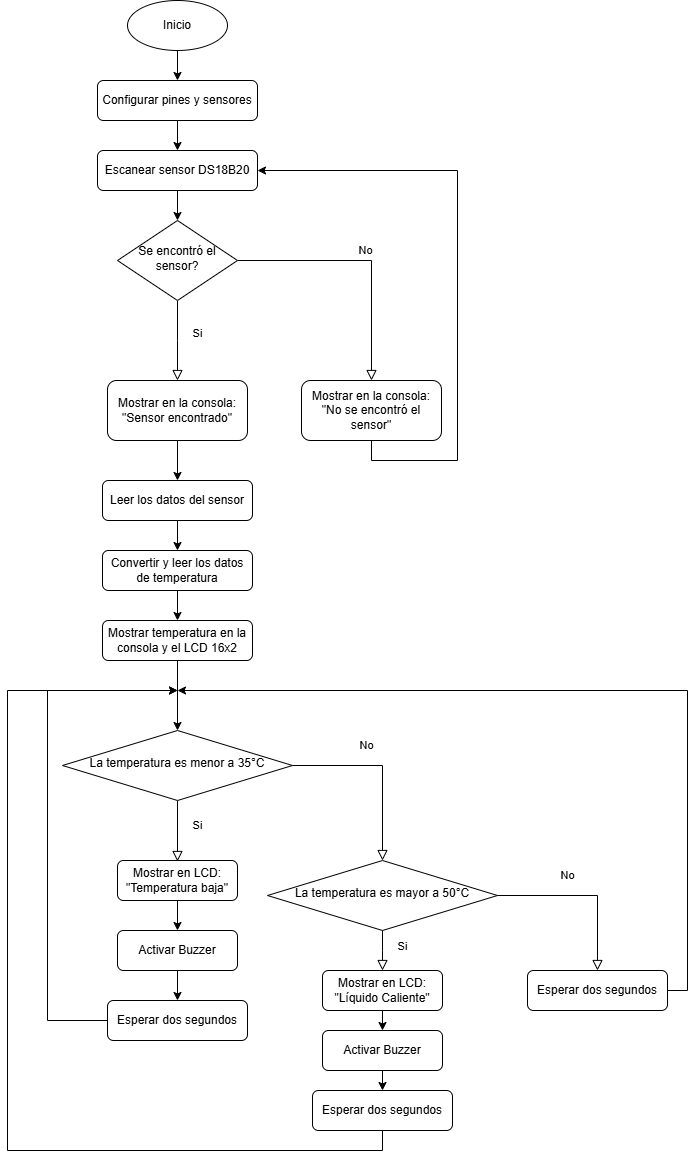 Inicio
Configurar pines y sensores
Escanear sensor DS18B20
Se encontró el
sensor?
No
Si
Mostrar en la consola:
"Sensor encontrado"
Mostrar en la consola:
"No se encontró el
sensor"
Leer los datos del sensor
Convertir y leer los datos
de temperatura
Mostrar temperatura en la
consola y el LCD 16x2
La temperatura es menor a 35°C
No
Si
Mostrar en LCD:
"Temperatura baja"
Activar Buzzer
Esperar dos segundos
La temperatura es mayor a 50°C
No
Si
Mostrar en LCD:
"Líquido Caliente"
Activar Buzzer
Esperar dos segundos
Esperar dos segundos